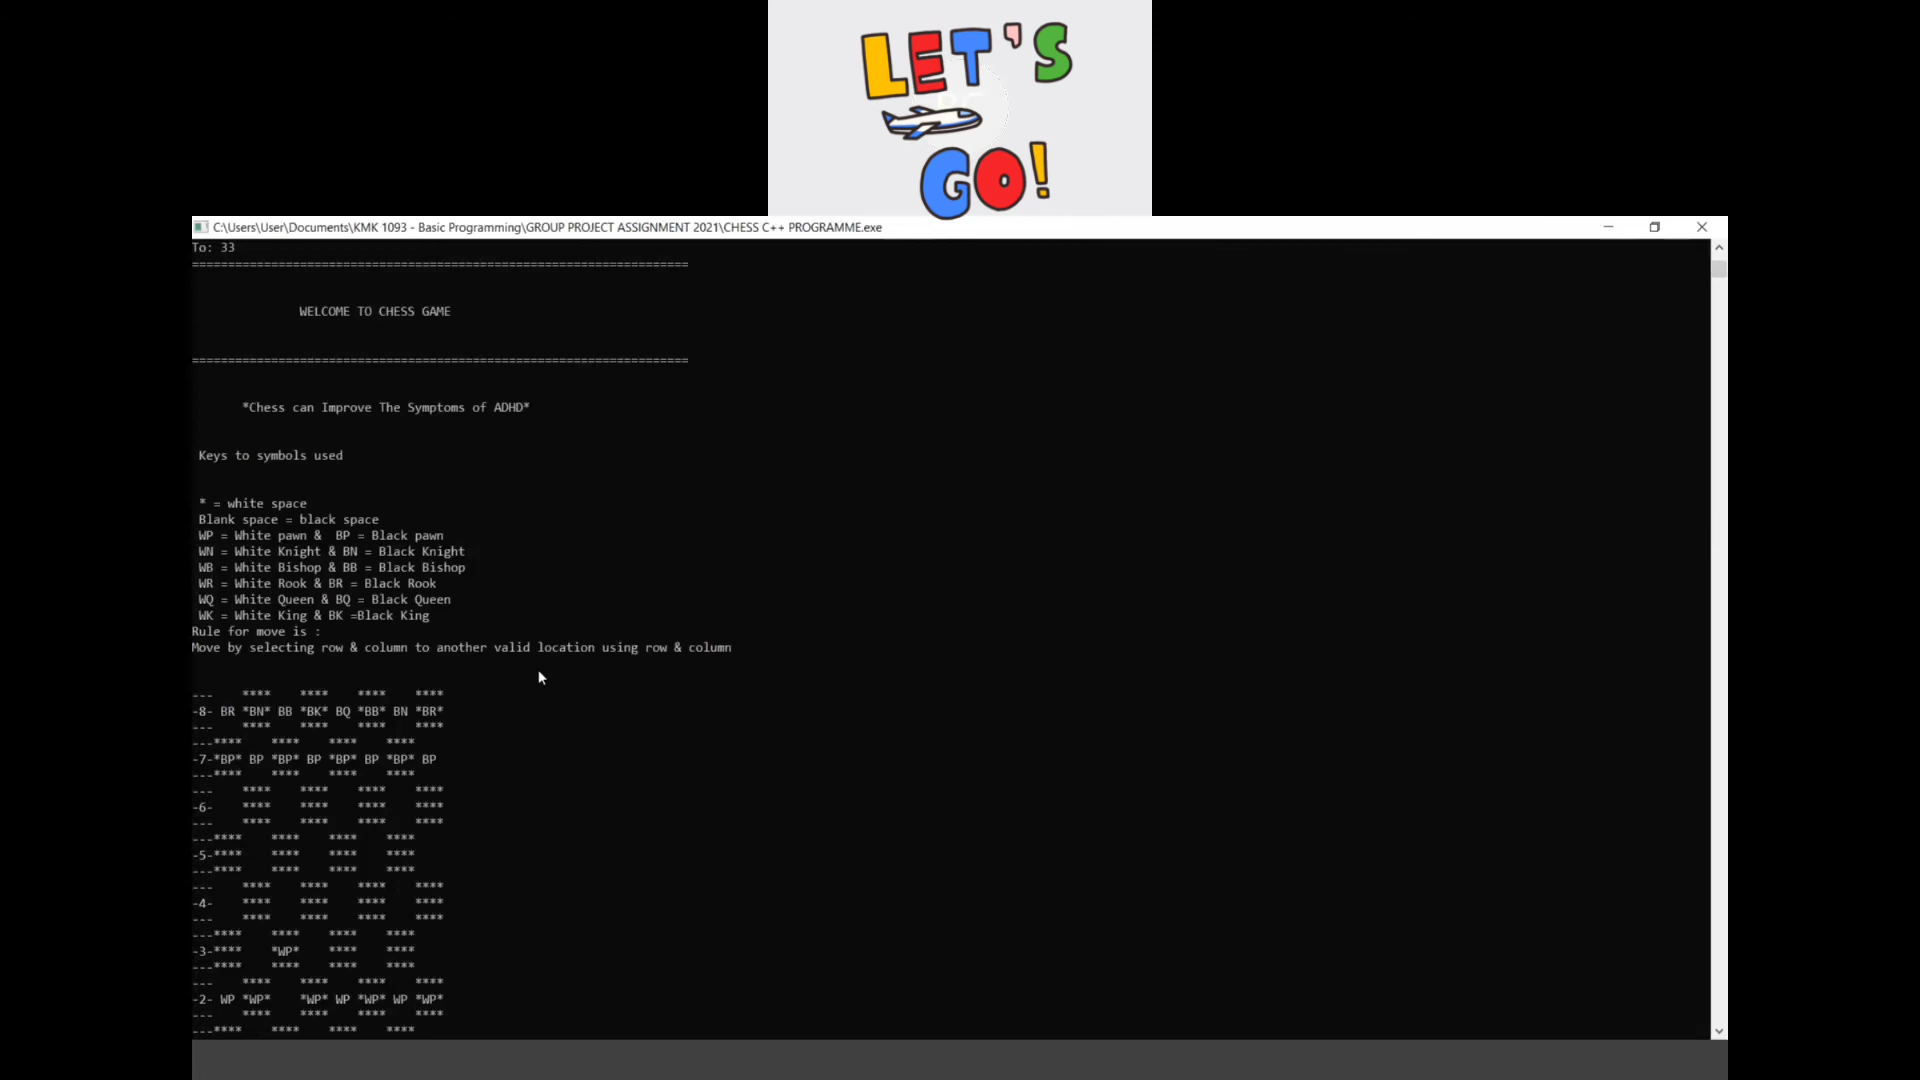 LET'S
GO!
C:\Users\User\Documents\KMK 1093 - Basic Programming\GROUP PROJECT ASSIGNMENT 2021\CHESS C++ PROGRAMME.exe
To: 33
=====================================================================
WELCOME TO CHESS GAME
=====================================================================
*Chess can Improve The Symptoms of ADHD*
Keys to symbols used
* = white space
Blank space = black space
WP = White pawn &  BP = Black pawn
WN = White Knight & BN = Black Knight
WB = White Bishop & BB = Black Bishop
WR = White Rook & BR = Black Rook
WQ = White Queen & BQ = Black Queen
WK = White King & BK =Black King
Rule for move is :
Move by selecting row & column to another valid location using row & column
---    ****    ****    ****    ****
-8- BR *BN* BB *BK* BQ *BB* BN *BR*
---    ****    ****    ****    ****
---****    ****    ****    ****
-7-*BP* BP *BP* BP *BP* BP *BP* BP
---****    ****    ****    ****
---    ****    ****    ****    ****
-6-    ****    ****    ****    ****
---    ****    ****    ****    ****
---****    ****    ****    ****
-5-****    ****    ****    ****
---****    ****    ****    ****
---    ****    ****    ****    ****
-4-    ****    ****    ****    ****
---    ****    ****    ****    ****
---****    ****    ****    ****
-3-****    *WP*    ****    ****
---****    ****    ****    ****
---    ****    ****    ****    ****
-2- WP *WP*    *WP* WP *WP* WP *WP*
---    ****    ****    ****    ****
---****    ****    ****    ****